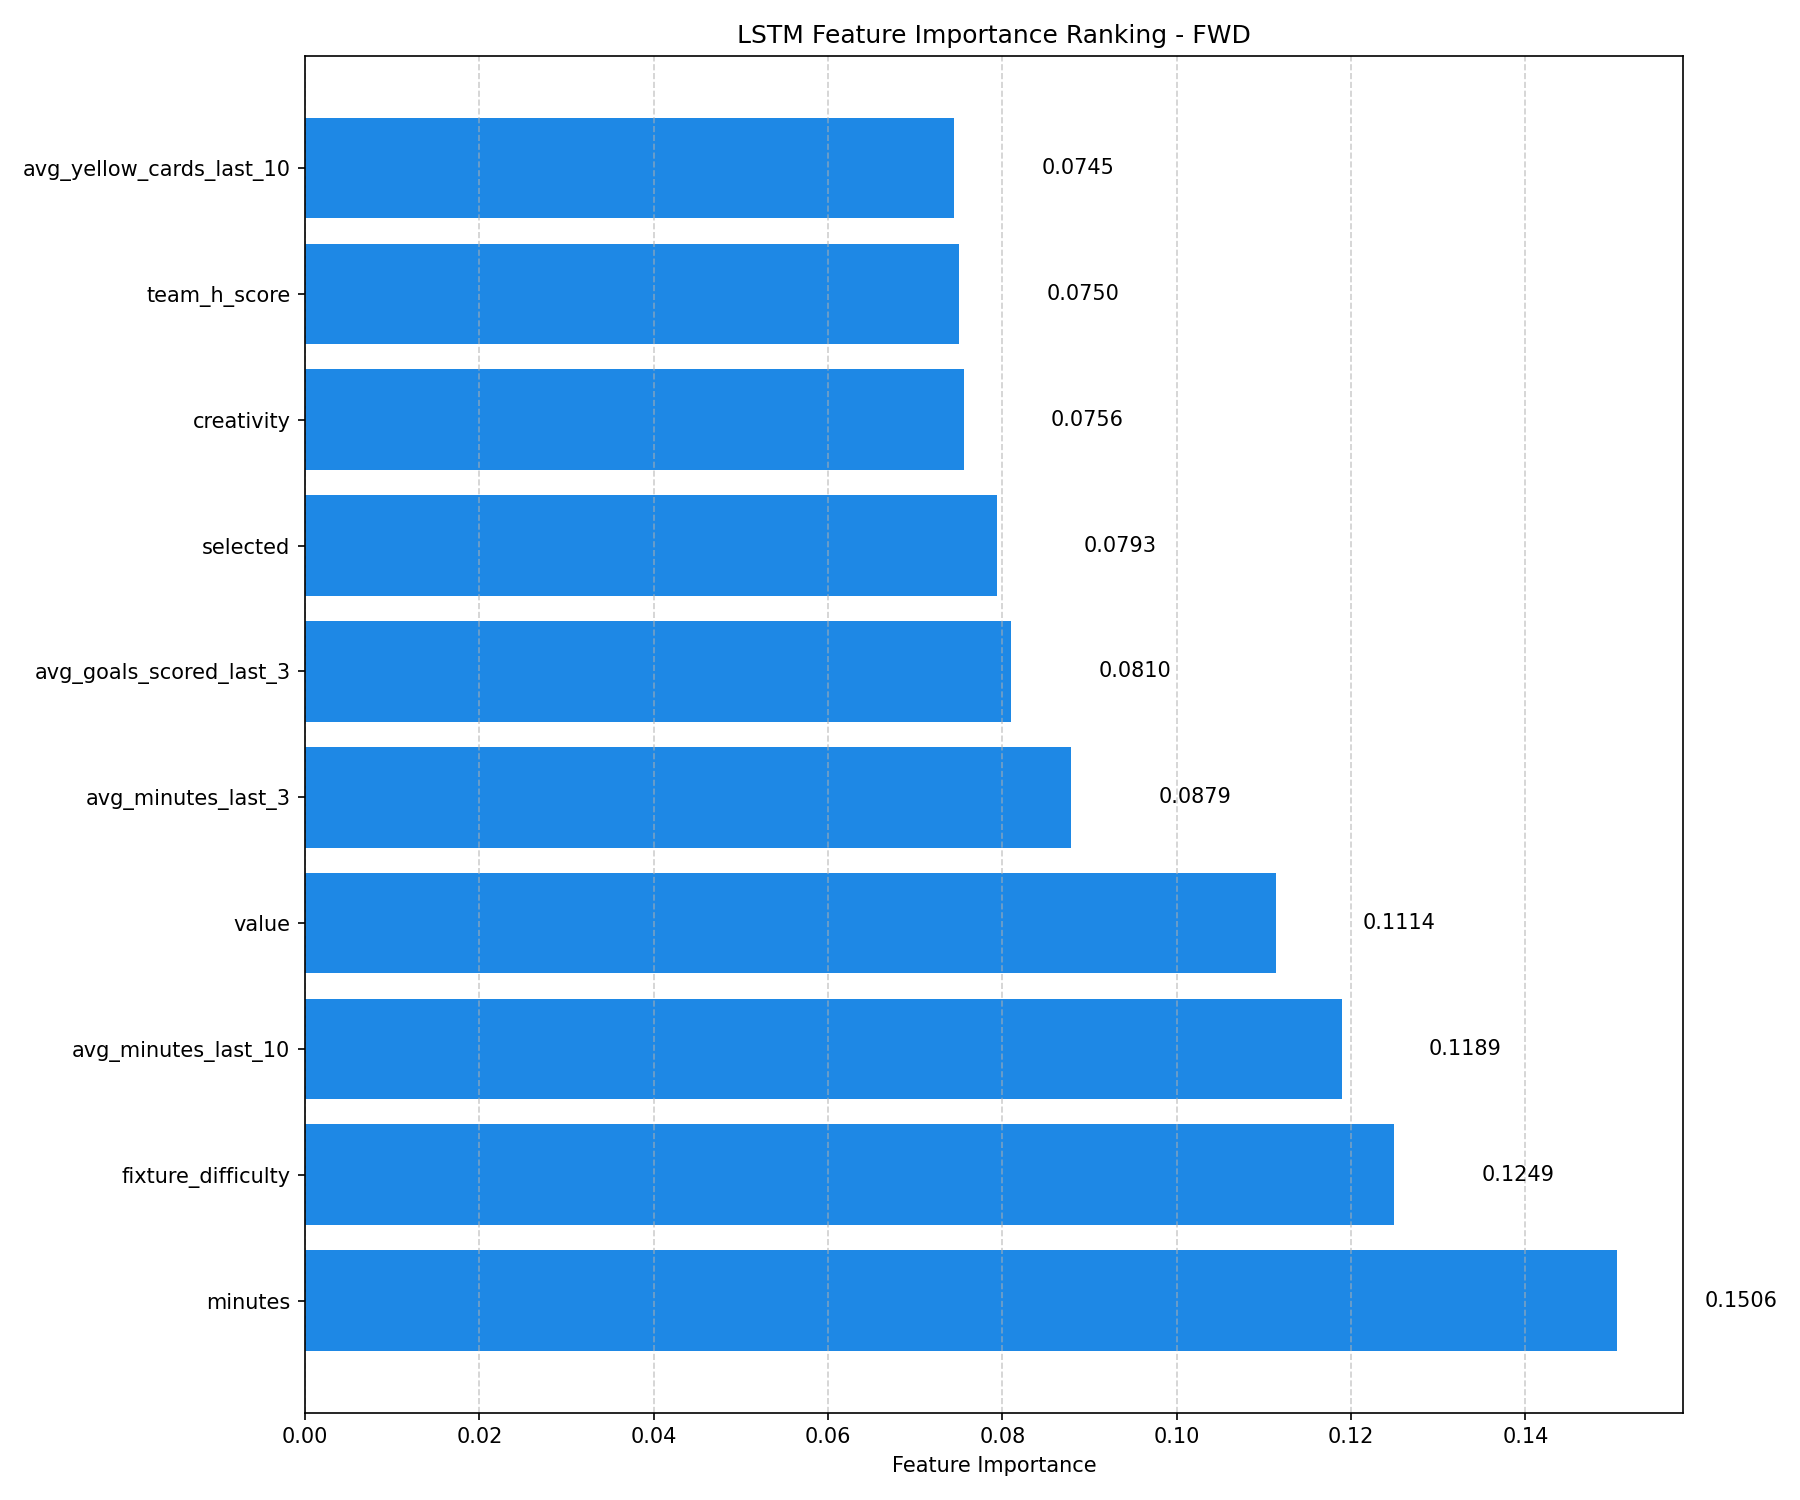 LSTM Feature Importance Ranking - FWD
avg_yellow_cards_last_10 0.0745
team_h_score 0.0750
creativity 0.0756
selected 0.0793
avg_goals_scored_last_3 0.0810
avg_minutes_last_3 0.0879
value 0.1114
avg_minutes_last_10 0.1189
fixture_difficulty 0.1249
minutes 0.1506
0.00 0.02 0.04 0.06 0.08 0.10 0.12 0.14
Feature Importance